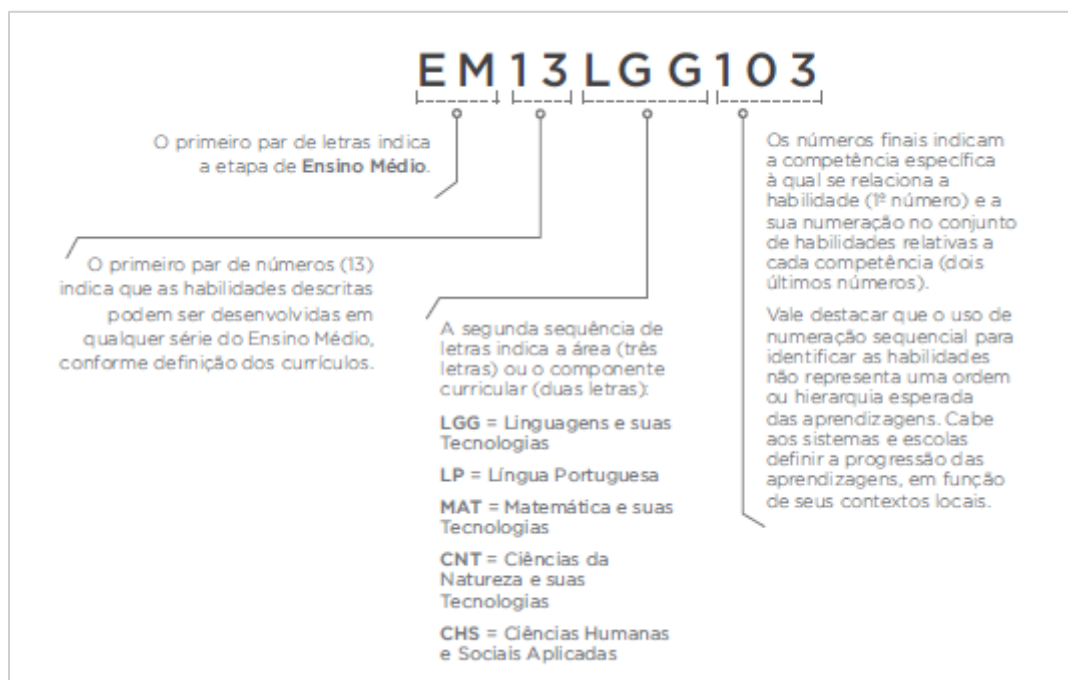 EM13LGG103
O primeiro par de letras indica
a etapa de Ensino Médio.
O primeiro par de números (13)
indica que as habilidades descritas
podem ser desenvolvidas em
qualquer série do Ensino Médio,
conforme definição dos currículos.
A segunda sequência de
letras indica a área (três
letras) ou o componente
curricular (duas letras):
LGG = Linguagens e suas
Tecnologias
LP = Língua Portuguesa
MAT = Matemática e suas
Tecnologias
CNT = Ciências da
Natureza e suas
Tecnologias
CHS = Ciências Humanas
e Sociais Aplicadas
Os números finais indicam
a competência específica
à qual se relaciona a
habilidade (1º número) e a
sua numeração no conjunto
de habilidades relativas a
cada competência (dois
últimos números).
Vale destacar que o uso de
numeração sequencial para
identificar as habilidades
não representa uma ordem
ou hierarquia esperada
das aprendizagens. Cabe
aos sistemas e escolas
definir a progressão das
aprendizagens, em função
de seus contextos locais.